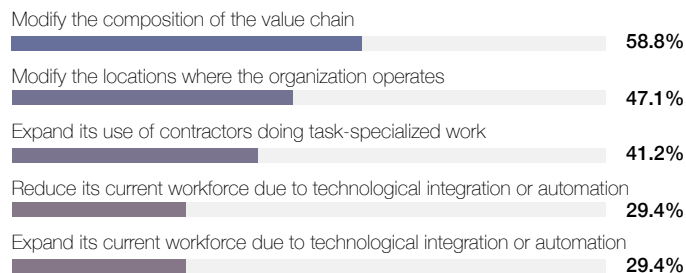 Modify the composition of the value chain
58.8%
Modify the locations where the organization operates
47.1%
Expand its use of contractors doing task-specialized work
41.2%
Reduce its current workforce due to technological integration or automation
29.4%
Expand its current workforce due to technological integration or automation
29.4%